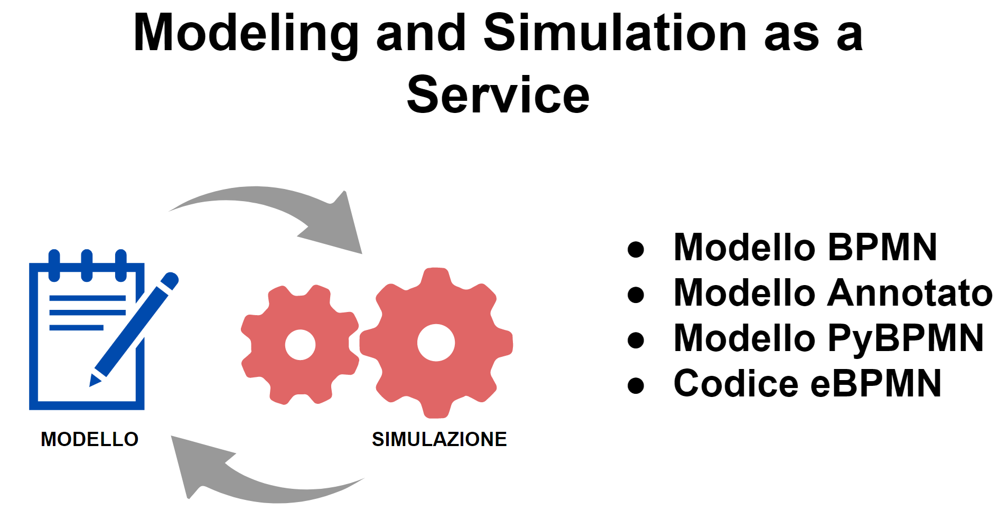 Modeling and Simulation as a
Service
MODELLO
SIMULAZIONE
● Modello BPMN
● Modello Annotato
● Modello PyBPMN
● Codice eBPMN